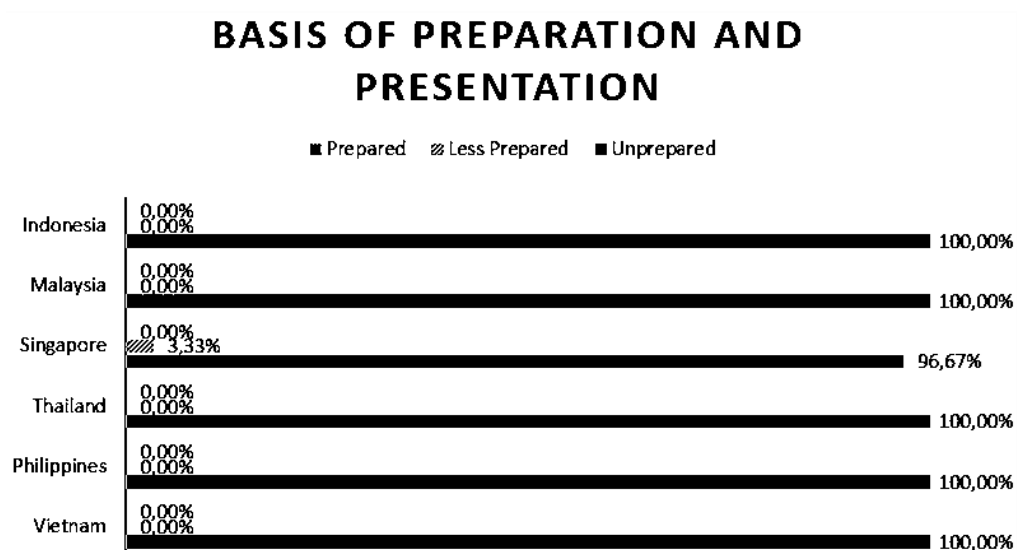 BASIS OF PREPARATION AND
PRESENTATION
Prepared Less Prepared Unprepared
0,00%
Indonesia 0,00%
100,00%
0,00%
Malaysia 0,00%
100,00%
0,00%
Singapore 3,33%
96,67%
0,00%
Thailand 0,00%
100,00%
0,00%
Philippines 0,00%
100,00%
0,00%
Vietnam 0,00%
100,00%